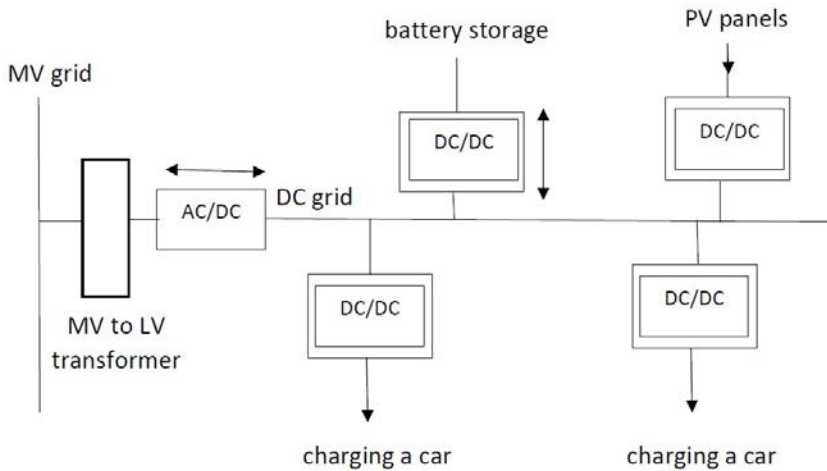 battery storage
PV panels
MV grid
DC/DC
DC/DC
AC/DC
DC grid
DC/DC
DC/DC
MV to LV
transformer
charging a car
charging a car